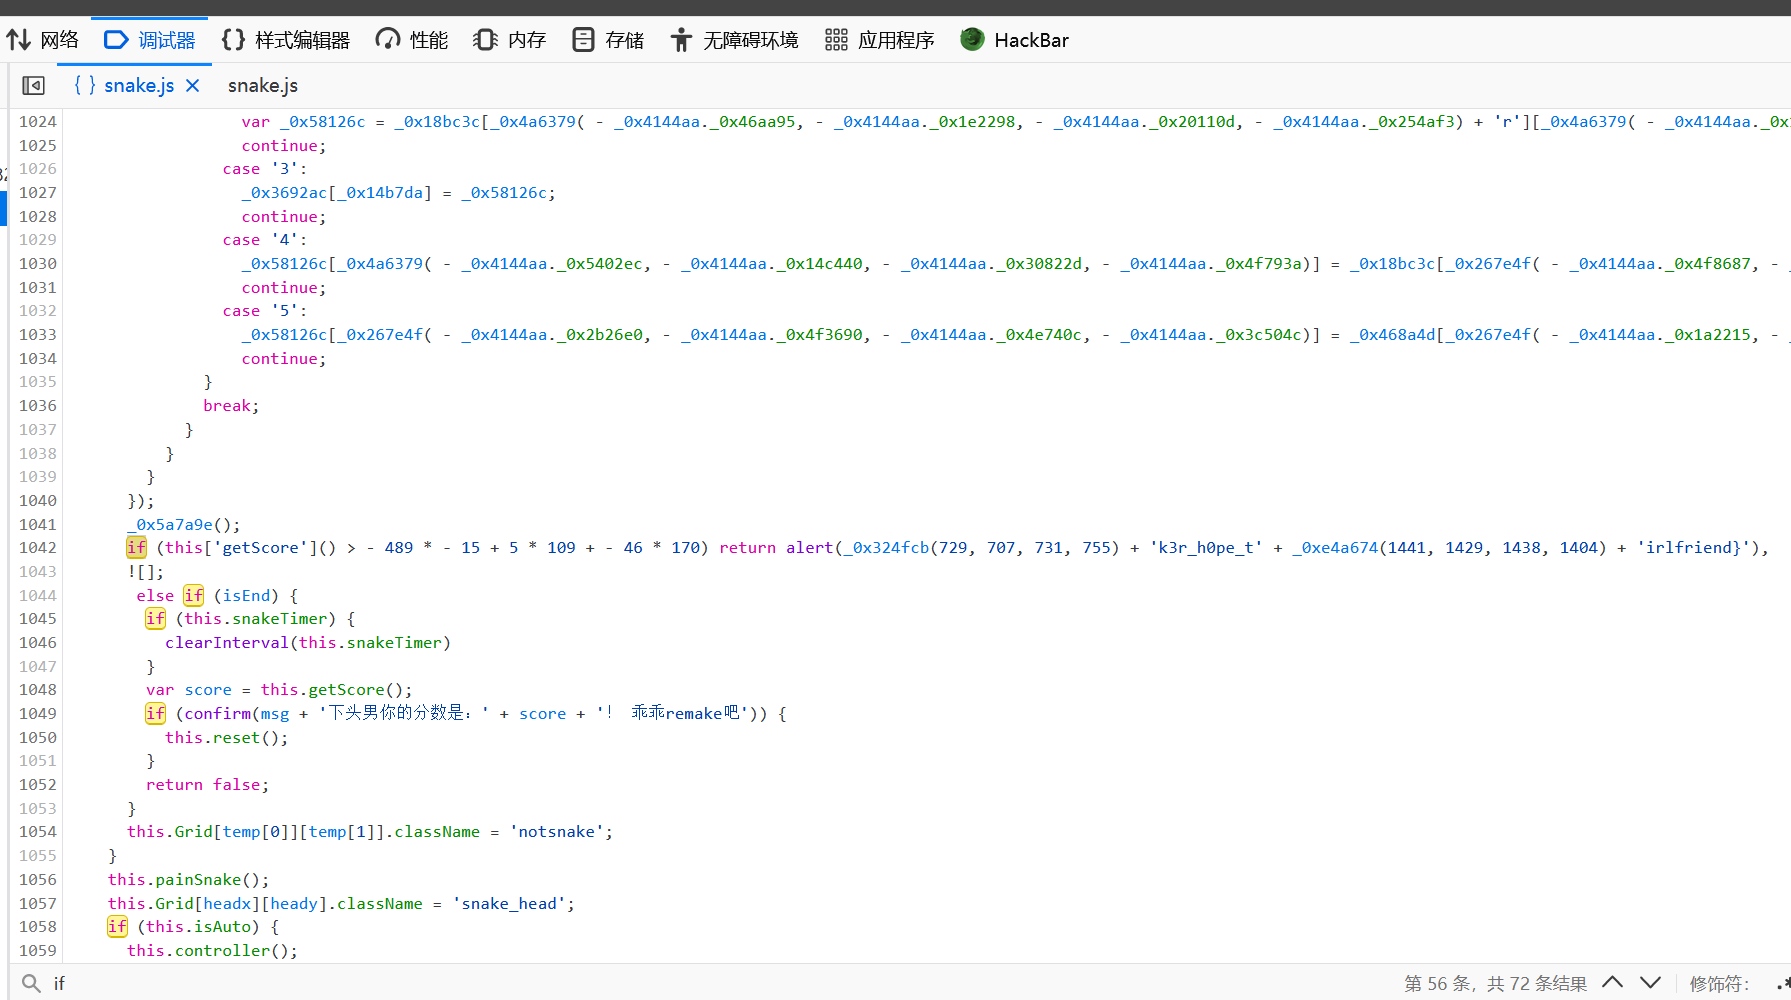 网络 调试器 {} 样式编辑器 性能 内存 存储 无障碍环境 应用程序 HackBar
{ } snake.js × snake.js
1024 var _0x58126c = _0x18bc3c[_0x4a6379( - _0x4144aa._0x46aa95, - _0x4144aa._0x1e2298, - _0x4144aa._0x20110d, - _0x4144aa._0x254af3) + 'r'][_0x4a6379( - _0x4144aa._0x
1025 continue;
1026 case '3':
1027 _0x3692ac[_0x14b7da] = _0x58126c;
1028 continue;
1029 case '4':
1030 _0x58126c[_0x4a6379( - _0x4144aa._0x5402ec, - _0x4144aa._0x14c440, - _0x4144aa._0x30822d, - _0x4144aa._0x4f793a)] = _0x18bc3c[_0x267e4f( - _0x4144aa._0x4f8687, -
1031 continue;
1032 case '5':
1033 _0x58126c[_0x267e4f( - _0x4144aa._0x2b26e0, - _0x4144aa._0x4f3690, - _0x4144aa._0x4e740c, - _0x4144aa._0x3c504c)] = _0x468a4d[_0x267e4f( - _0x4144aa._0x1a2215, -
1034 continue;
1035 }
1036 break;
1037 }
1038 }
1039 }
1040 });
1041 _0x5a7a9e();
1042 if (this['getScore']() > - 489 * - 15 + 5 * 109 + - 46 * 170) return alert(_0x324fcb(729, 707, 731, 755) + 'k3r_h0pe_t' + _0xe4a674(1441, 1429, 1438, 1404) + 'irlfriend}'),
1043 ![];
1044 else if (isEnd) {
1045 if (this.snakeTimer) {
1046 clearInterval(this.snakeTimer)
1047 }
1048 var score = this.getScore();
1049 if (confirm(msg + '下头男你的分数是：' + score + '！ 乖乖remake吧')) {
1050 this.reset();
1051 }
1052 return false;
1053 }
1054 this.Grid[temp[0]][temp[1]].className = 'notsnake';
1055 }
1056 this.painSnake();
1057 this.Grid[headx][heady].className = 'snake_head';
1058 if (this.isAuto) {
1059 this.controller();
if 第 56 条，共 72 条结果 修饰符： .*